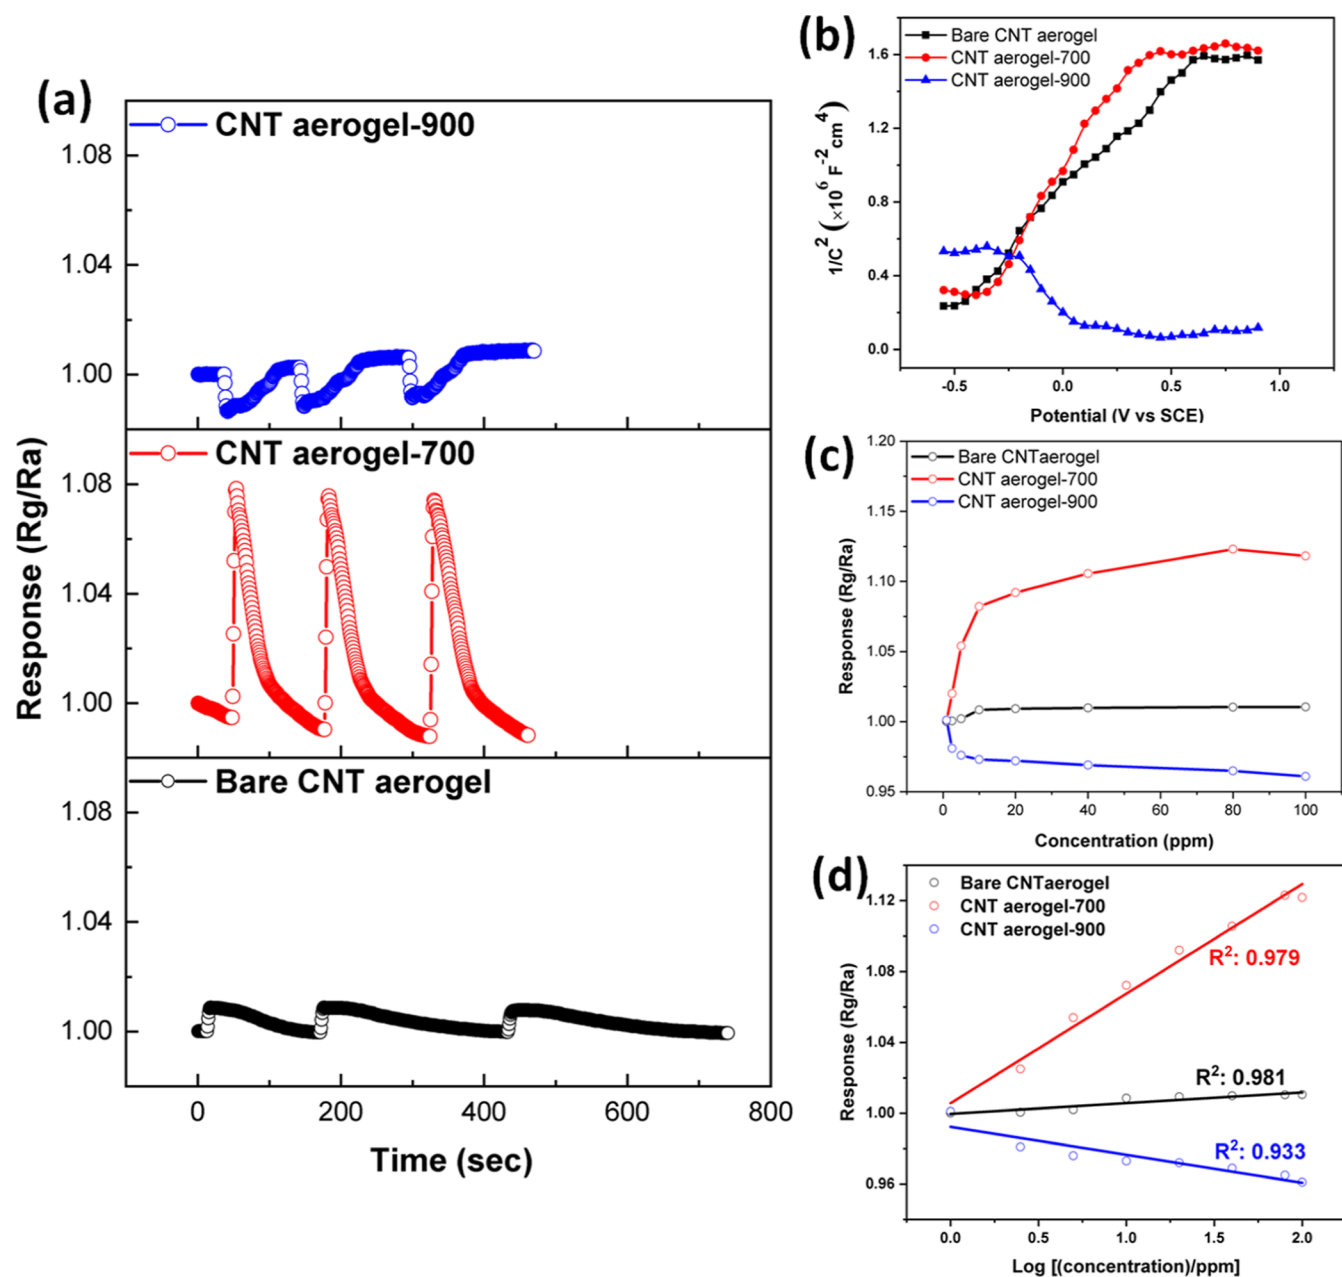 (a)
CNT aerogel-900
1.08
1.04
1.00
CNT aerogel-700
1.08
1.04
1.00
Bare CNT aerogel
1.08
1.04
1.00
Response (Rg/Ra)
0 200 400 600 800
Time (sec)
(b)
Bare CNT aerogel
CNT aerogel-700
CNT aerogel-900
1.6
1.2
0.8
0.4
0.0
1/C² (×10⁶ F⁻² cm⁴)
-0.5 0.0 0.5 1.0
Potential (V vs SCE)
(c)
Bare CNTaerogel
CNT aerogel-700
CNT aerogel-900
1.20
1.15
1.10
1.05
1.00
0.95
Response (Rg/Ra)
0 20 40 60 80 100
Concentration (ppm)
(d)
Bare CNTaerogel
CNT aerogel-700
CNT aerogel-900
R²: 0.979
R²: 0.981
R²: 0.933
1.12
1.08
1.04
1.00
0.96
Response (Rg/Ra)
0.0 0.5 1.0 1.5 2.0
Log [(concentration)/ppm]